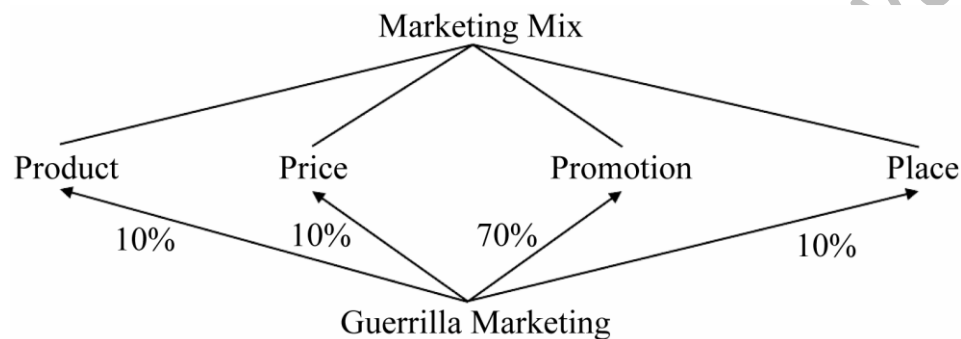 Marketing Mix
Product Price Promotion Place
10% 10% 70% 10%
Guerrilla Marketing